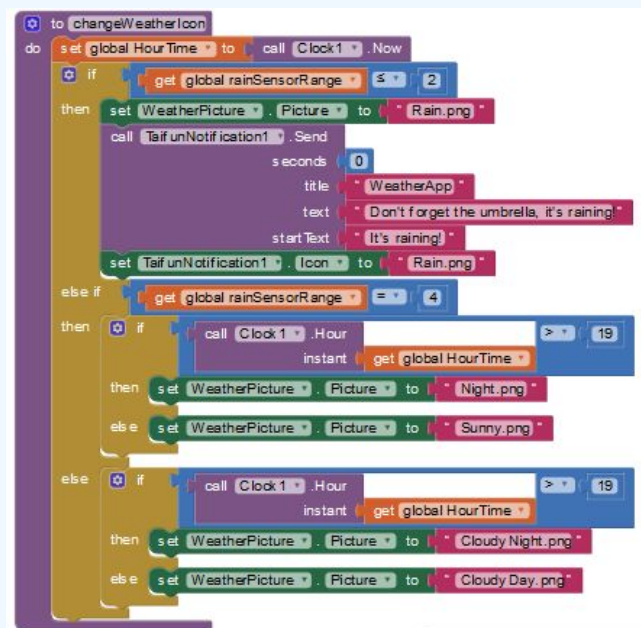 to changeWeatherIcon
do set global HourTime to call Clock1 .Now
if get global rainSensorRange ≤ 2
then set WeatherPicture . Picture to " Rain.png "
call TaifunNotification1 .Send
seconds 0
title " WeatherApp "
text " Don't forget the umbrella, it's raining! "
startText " It's raining! "
set TaifunNotification1 . Icon to " Rain.png "
else if get global rainSensorRange = 4
then if call Clock1 .Hour > 19
instant get global HourTime
then set WeatherPicture . Picture to " Night.png "
else set WeatherPicture . Picture to " Sunny.png "
else if call Clock1 .Hour > 19
instant get global HourTime
then set WeatherPicture . Picture to " Cloudy Night.png "
else set WeatherPicture . Picture to " Cloudy Day.png "